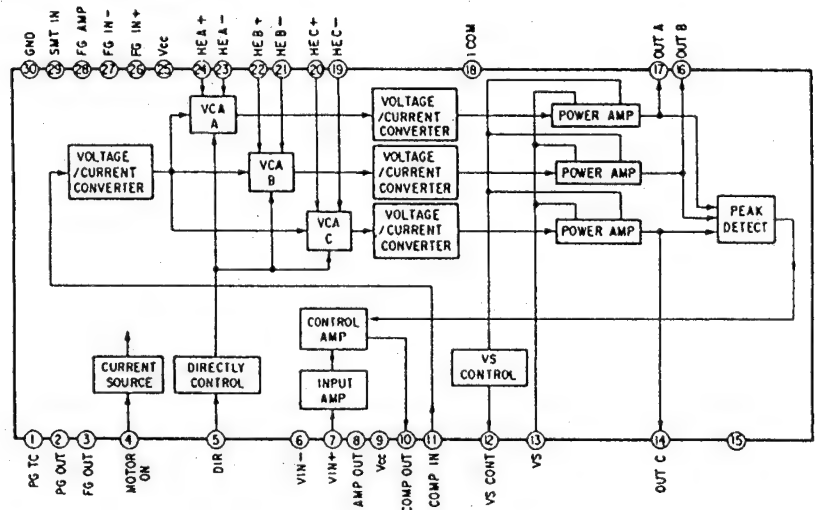 GND
SMT IN
FG AMP
FG IN-
FG IN+
Vcc
HEA+
HEA-
HEB+
HEB-
HEC+
HEC-
I COM
OUT A
OUT B
30
29
28
27
26
25
24
23
22
21
20
19
18
17
16
VCA
A
VOLTAGE
/CURRENT
CONVERTER
POWER AMP
VOLTAGE
/CURRENT
CONVERTER
VCA
B
VOLTAGE
/CURRENT
CONVERTER
POWER AMP
VCA
C
VOLTAGE
/CURRENT
CONVERTER
POWER AMP
PEAK
DETECT
CONTROL
AMP
VS
CONTROL
CURRENT
SOURCE
DIRECTLY
CONTROL
INPUT
AMP
1
2
3
4
5
6
7
8
9
10
11
12
13
14
15
PG TC
PG OUT
FG OUT
MOTOR
ON
DIR
VIN-
VIN+
AMP OUT
Vcc
COMP OUT
COMP IN
VS CONT
VS
OUT C